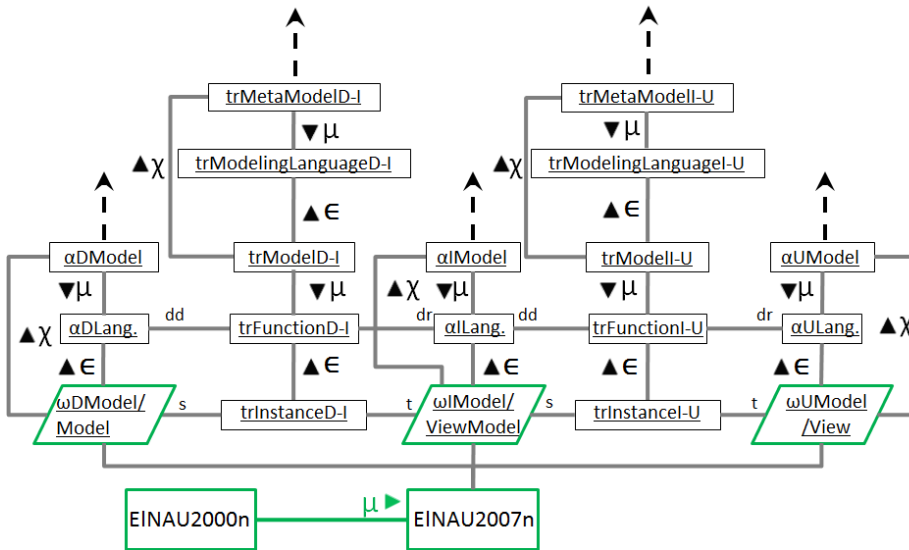 trMetaModelD-I
trMetaModelI-U
▼μ
▼μ
▲χ
trModelingLanguageD-I
▲χ
trModelingLanguageI-U
▲ϵ
▲ϵ
αDModel
trModelD-I
αIModel
trModelI-U
αUModel
▼μ
▼μ
▲χ
▼μ
▼μ
▼μ
▲χ
αDLang.
dd
trFunctionD-I
dr
αILang.
dd
trFunctionI-U
dr
αULang.
▲χ
▲ϵ
▲ϵ
▲ϵ
▲ϵ
▲ϵ
ωDModel/
Model
s
trInstanceD-I
t
ωIModel/
ViewModel
s
trInstanceI-U
t
ωUModel
/View
EINAU2000n
μ►
EINAU2007n